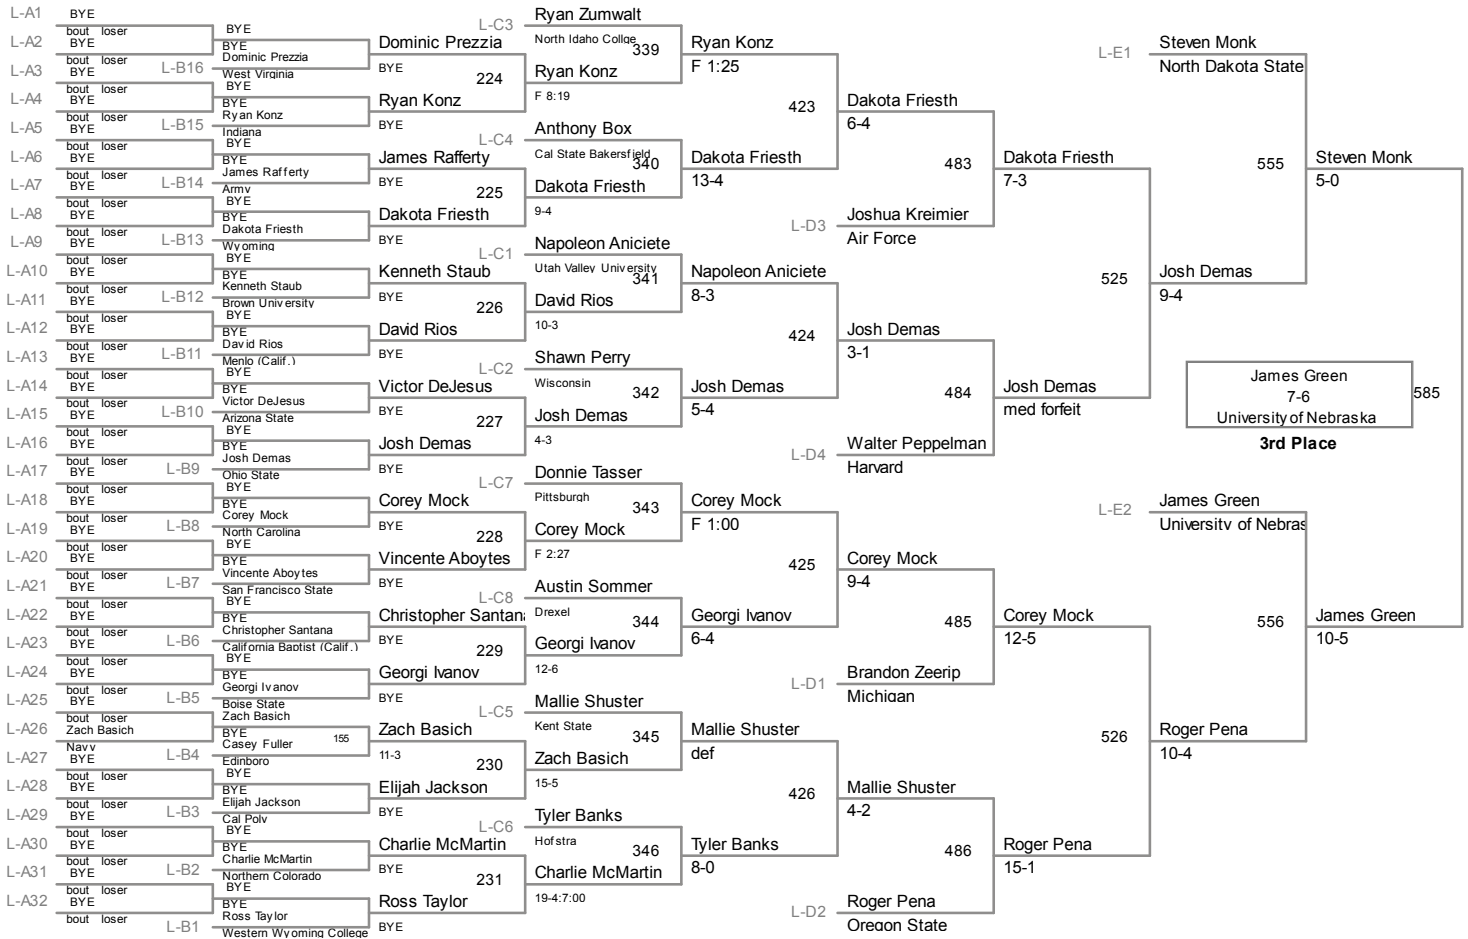 L-A1
BYE
bout loser
L-A2
BYE
bout loser
L-A3
BYE
bout loser
L-A4
BYE
bout loser
L-A5
BYE
bout loser
L-A6
BYE
bout loser
L-A7
BYE
bout loser
L-A8
BYE
bout loser
L-A9
BYE
bout loser
L-A10
BYE
bout loser
L-A11
BYE
bout loser
L-A12
BYE
bout loser
L-A13
BYE
bout loser
L-A14
BYE
bout loser
L-A15
BYE
bout loser
L-A16
BYE
bout loser
L-A17
BYE
bout loser
L-A18
BYE
bout loser
L-A19
BYE
bout loser
L-A20
BYE
bout loser
L-A21
BYE
bout loser
L-A22
BYE
bout loser
L-A23
BYE
bout loser
L-A24
BYE
bout loser
L-A25
BYE
bout loser
L-A26
Zach Basich
Navy
L-A27
BYE
bout loser
L-A28
BYE
bout loser
L-A29
BYE
bout loser
L-A30
BYE
bout loser
L-A31
BYE
bout loser
L-A32
BYE
bout loser
BYE
BYE
L-B16
Dominic Prezzia
West Virginia
BYE
BYE
L-B15
Ryan Konz
Indiana
BYE
BYE
L-B14
James Rafferty
Army
BYE
BYE
L-B13
Dakota Friesth
Wyoming
BYE
BYE
L-B12
Kenneth Staub
Brown University
BYE
BYE
L-B11
David Rios
Menlo (Calif.)
BYE
BYE
L-B10
Victor DeJesus
Arizona State
BYE
BYE
L-B9
Josh Demas
Ohio State
BYE
BYE
L-B8
Corey Mock
North Carolina
BYE
BYE
L-B7
Vincente Aboytes
San Francisco State
BYE
BYE
L-B6
Christopher Santana
California Baptist (Calif.)
BYE
BYE
L-B5
Georgi Ivanov
Boise State
Zach Basich
BYE
155
L-B4
Casey Fuller
Edinboro
BYE
BYE
L-B3
Elijah Jackson
Cal Poly
BYE
BYE
L-B2
Charlie McMartin
Northern Colorado
BYE
BYE
L-B1
Ross Taylor
Western Wyoming College
Dominic Prezzia
BYE
224
Ryan Konz
BYE
James Rafferty
BYE
225
Dakota Friesth
BYE
Kenneth Staub
BYE
226
David Rios
BYE
Victor DeJesus
BYE
227
Josh Demas
BYE
Corey Mock
BYE
228
Vincente Aboytes
BYE
Christopher Santana
BYE
229
Georgi Ivanov
BYE
Zach Basich
11-3
230
Elijah Jackson
BYE
Charlie McMartin
BYE
231
Ross Taylor
BYE
L-C3
Ryan Zumwalt
North Idaho Collge
339
Ryan Konz
F 8:19
L-C4
Anthony Box
Cal State Bakersfield
340
Dakota Friesth
9-4
L-C1
Napoleon Aniciete
Utah Valley University
341
David Rios
10-3
L-C2
Shawn Perry
Wisconsin
342
Josh Demas
4-3
L-C7
Donnie Tasser
Pittsburgh
343
Corey Mock
F 2:27
L-C8
Austin Sommer
Drexel
344
Georgi Ivanov
12-6
L-C5
Mallie Shuster
Kent State
345
Zach Basich
15-5
L-C6
Tyler Banks
Hofstra
346
Charlie McMartin
19-4:7:00
Ryan Konz
F 1:25
423
Dakota Friesth
13-4
Napoleon Aniciete
8-3
424
Josh Demas
5-4
Corey Mock
F 1:00
425
Georgi Ivanov
6-4
Mallie Shuster
def
426
Tyler Banks
8-0
Dakota Friesth
6-4
483
L-D3
Joshua Kreimier
Air Force
Josh Demas
3-1
484
L-D4
Walter Peppelman
Harvard
Corey Mock
9-4
485
L-D1
Brandon Zeerip
Michigan
Mallie Shuster
4-2
486
L-D2
Roger Pena
Oregon State
Dakota Friesth
7-3
525
Josh Demas
med forfeit
Corey Mock
12-5
526
Roger Pena
15-1
L-E1
Steven Monk
North Dakota State
555
Josh Demas
9-4
L-E2
James Green
University of Nebras
556
Roger Pena
10-4
Steven Monk
5-0
James Green
7-6
University of Nebraska
585
3rd Place
James Green
10-5